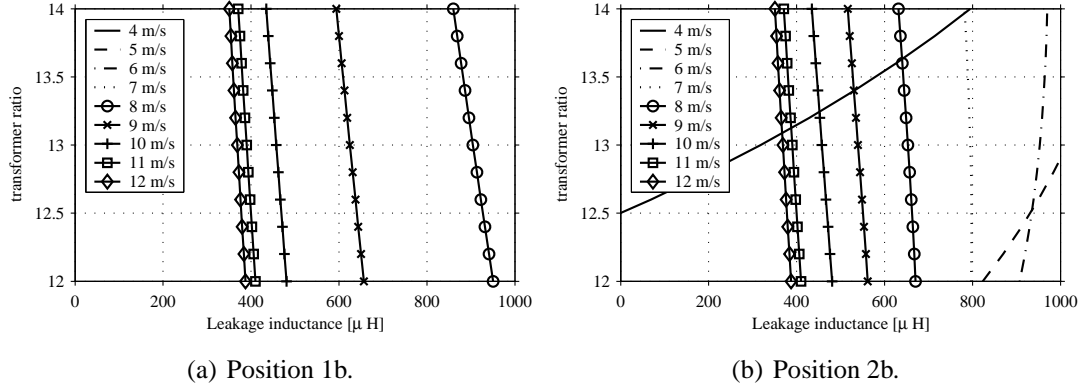 14
13.5
13
12.5
12
transformer ratio
4 m/s
5 m/s
6 m/s
7 m/s
8 m/s
9 m/s
10 m/s
11 m/s
12 m/s
0 200 400 600 800 1000
Leakage inductance [μ H]
(a) Position 1b.
14
13.5
13
12.5
12
transformer ratio
4 m/s
5 m/s
6 m/s
7 m/s
8 m/s
9 m/s
10 m/s
11 m/s
12 m/s
0 200 400 600 800 1000
Leakage inductance [μ H]
(b) Position 2b.